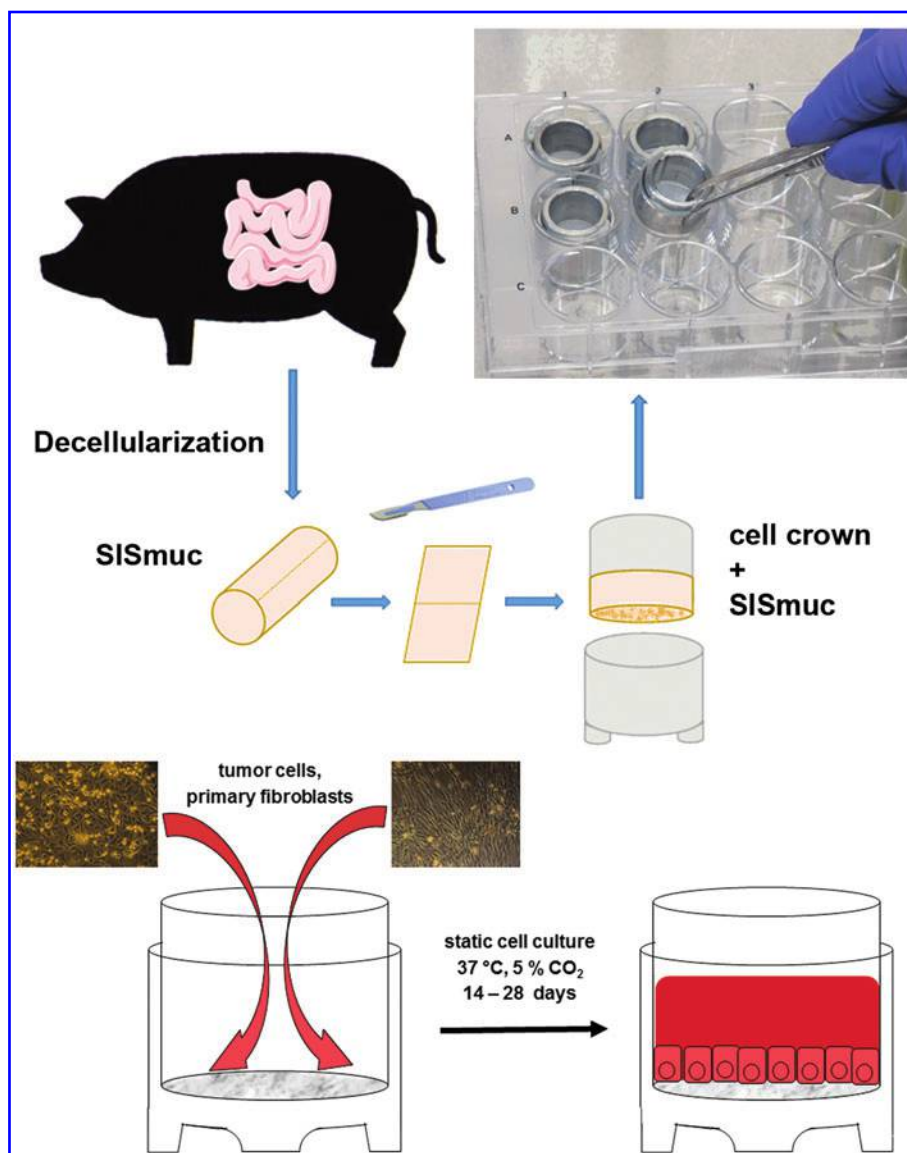 1
2
3
A
B
C
Decellularization
SISmuc
cell crown
+
SISmuc
tumor cells,
primary fibroblasts
static cell culture
37 °C, 5 % CO₂
14 – 28 days